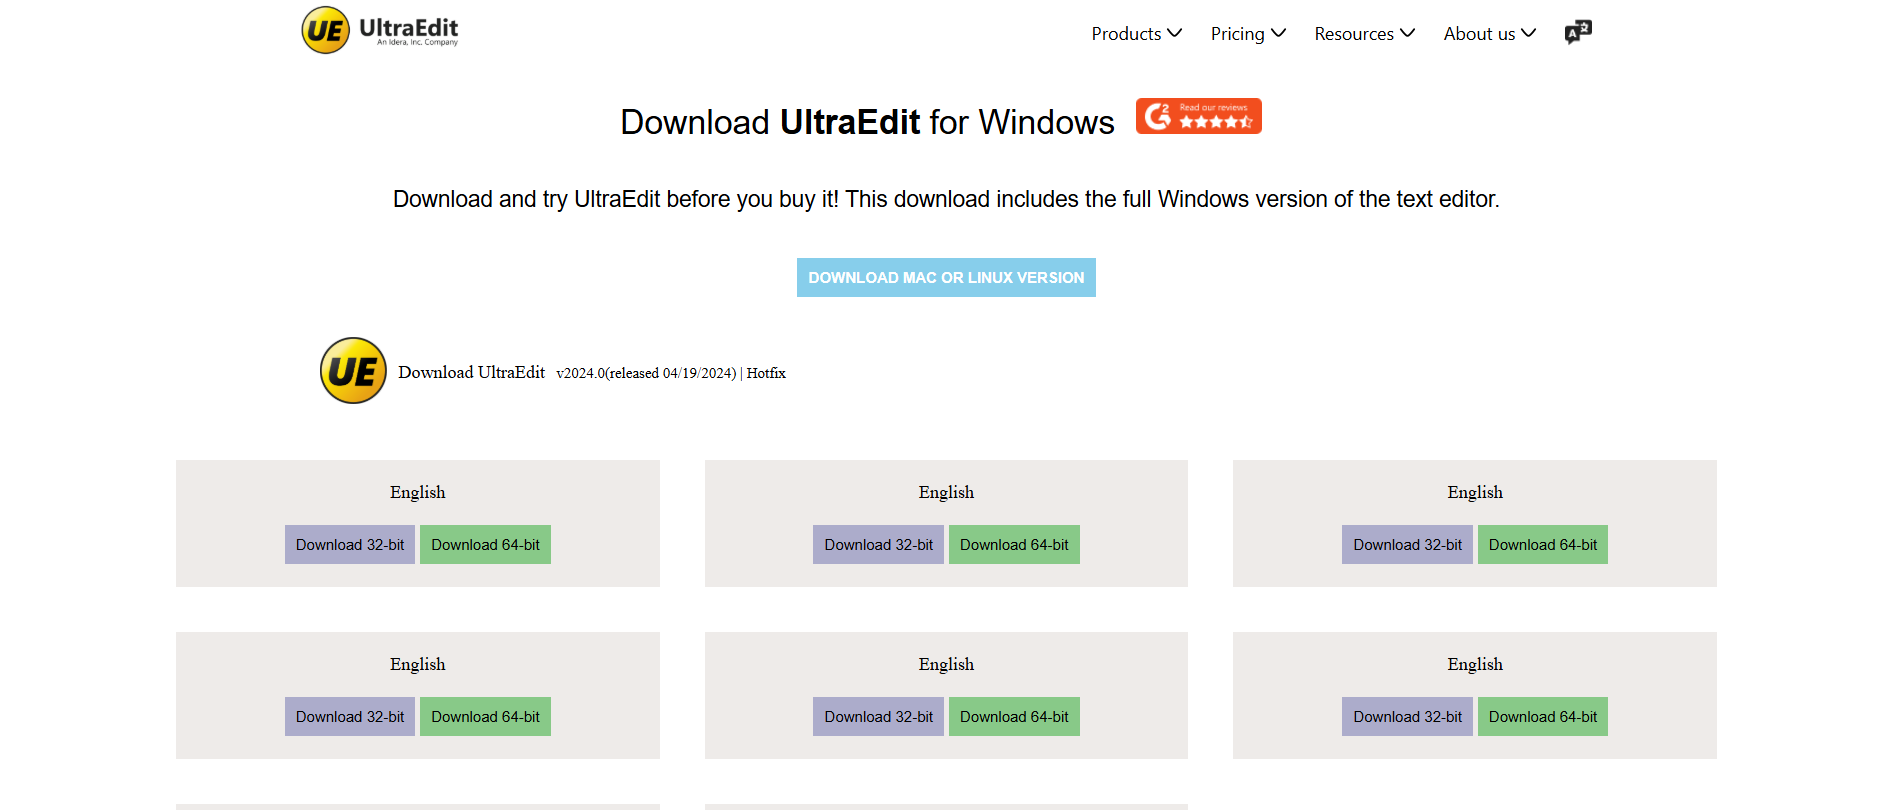 UE UltraEdit
An Idera, Inc. Company
Products Pricing Resources About us
Download UltraEdit for Windows
Read our reviews
Download and try UltraEdit before you buy it! This download includes the full Windows version of the text editor.
DOWNLOAD MAC OR LINUX VERSION
UE Download UltraEdit v2024.0(released 04/19/2024) | Hotfix
English English English
Download 32-bit Download 64-bit Download 32-bit Download 64-bit Download 32-bit Download 64-bit
English English English
Download 32-bit Download 64-bit Download 32-bit Download 64-bit Download 32-bit Download 64-bit